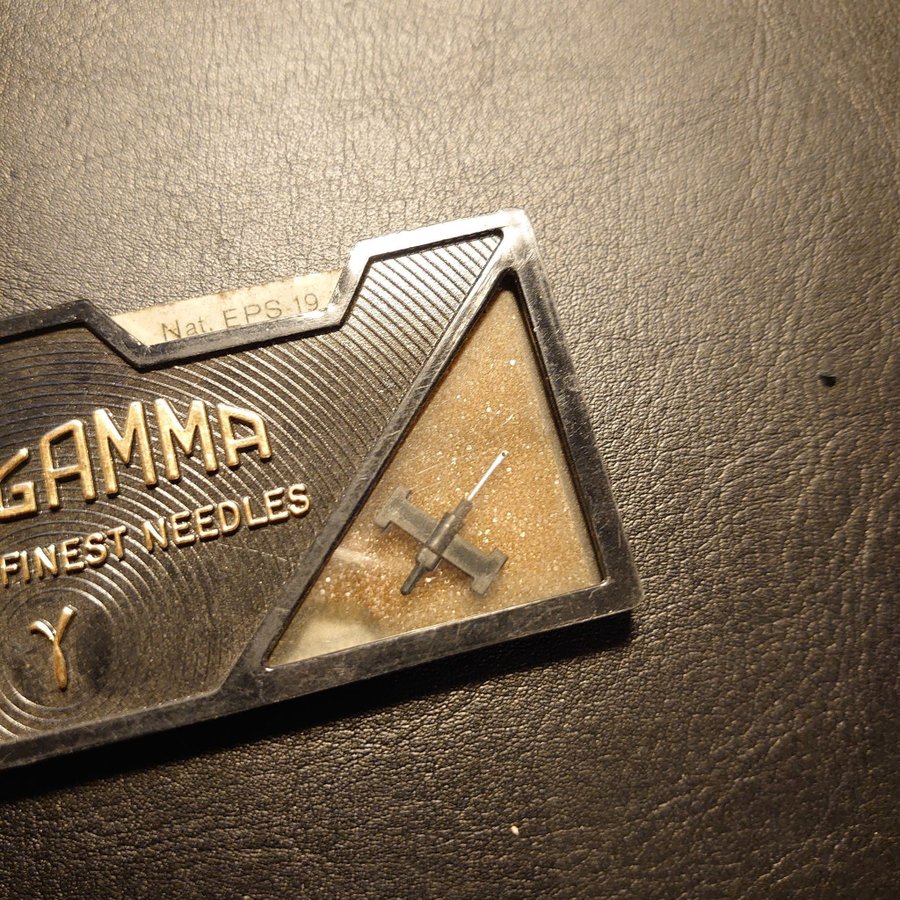 Nat. EPS 19
GAMMA
FINEST NEEDLES
γ